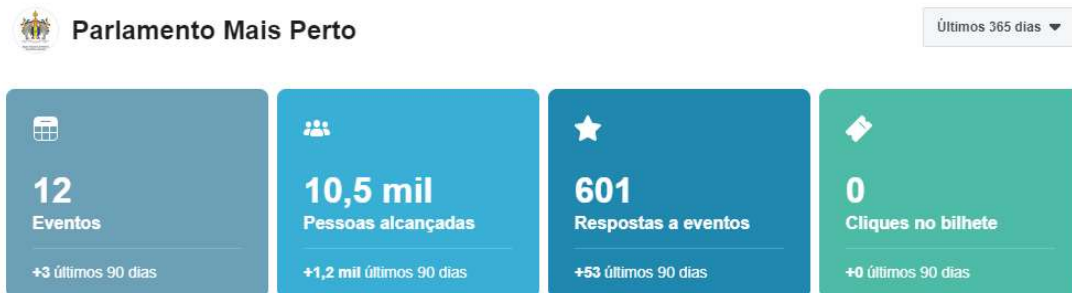 Parlamento Mais Perto
Últimos 365 dias
12
Eventos
+3 últimos 90 dias
10,5 mil
Pessoas alcançadas
+1,2 mil últimos 90 dias
601
Respostas a eventos
+53 últimos 90 dias
0
Cliques no bilhete
+0 últimos 90 dias